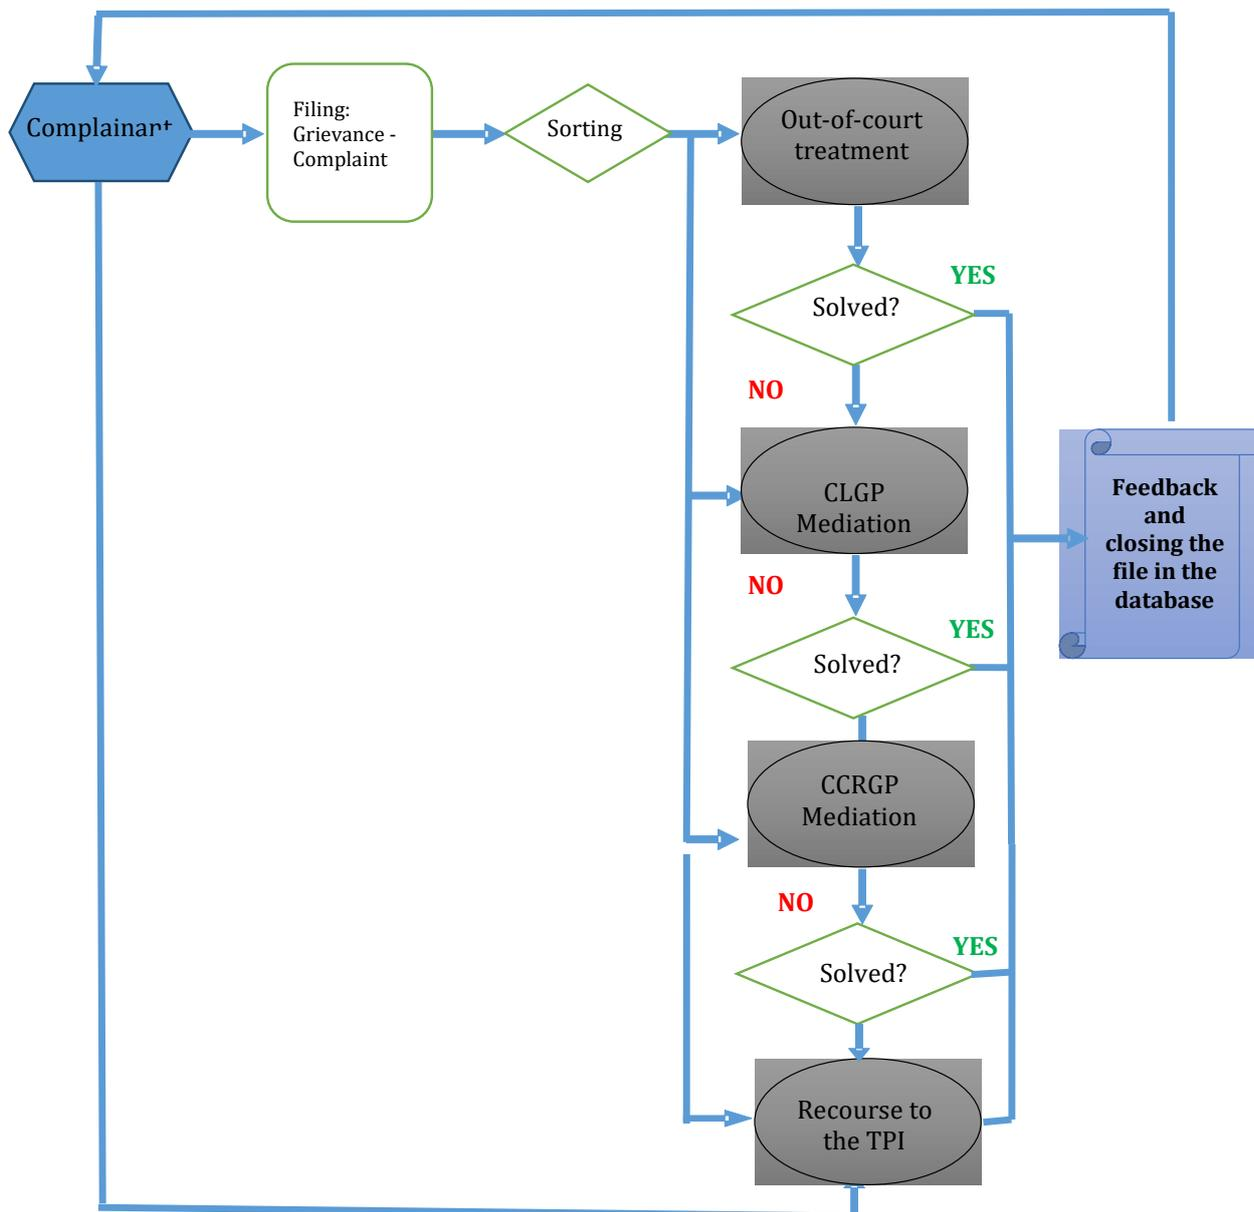 Complainant
Filing:
Grievance -
Complaint
Sorting
Out-of-court
treatment
YES
Solved?
NO
CLGP
Mediation
Feedback
and
closing the
file in the
database
NO
YES
Solved?
CCRGP
Mediation
NO
YES
Solved?
Recourse to
the TPI